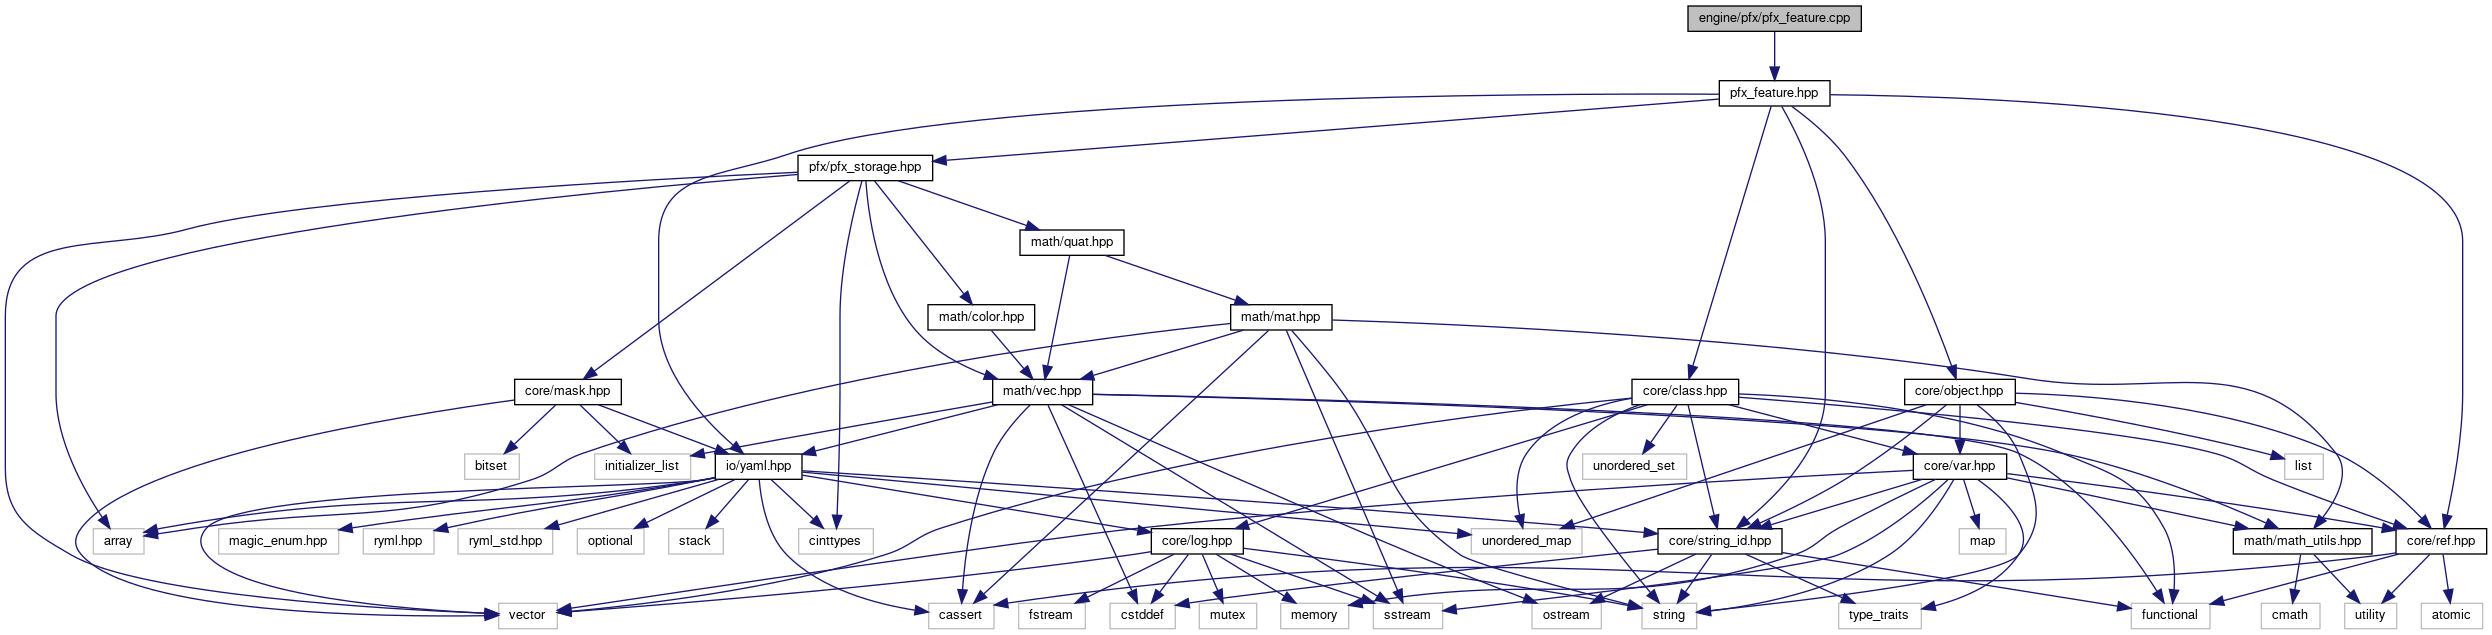 engine/pfx/pfx_feature.cpp
pfx_feature.hpp
pfx/pfx_storage.hpp
math/quat.hpp
math/color.hpp
math/mat.hpp
core/mask.hpp
math/vec.hpp
core/class.hpp
core/object.hpp
bitset
initializer_list
io/yaml.hpp
unordered_set
core/var.hpp
list
array
magic_enum.hpp
ryml.hpp
ryml_std.hpp
optional
stack
cinttypes
core/log.hpp
unordered_map
core/string_id.hpp
map
math/math_utils.hpp
core/ref.hpp
vector
cassert
fstream
cstddef
mutex
memory
sstream
ostream
string
type_traits
functional
cmath
utility
atomic